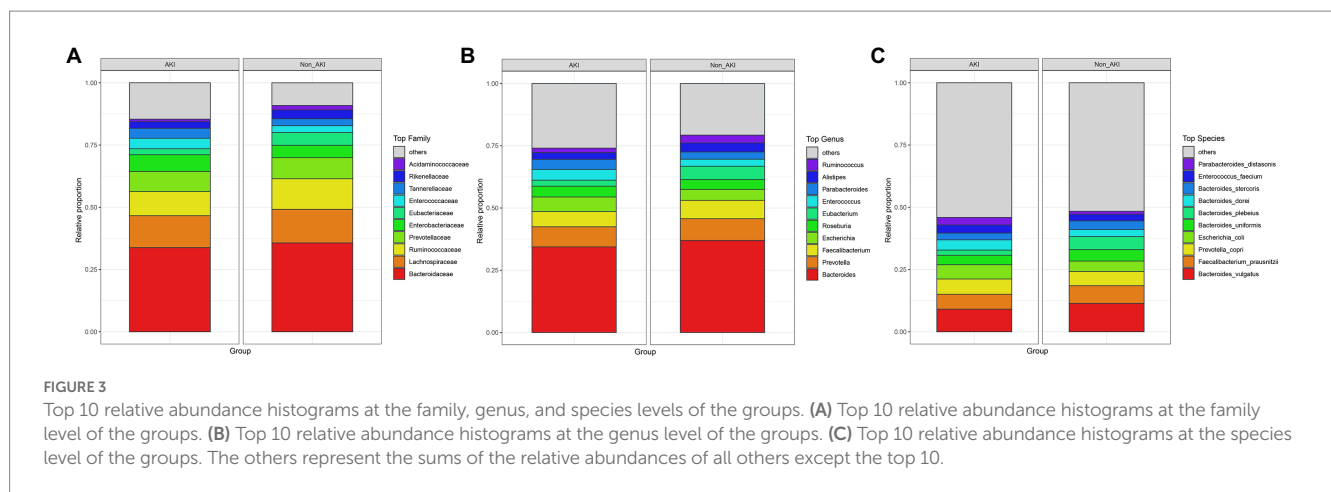 A
AKI
Non_AKI
1.00
0.75
0.50
0.25
0.00
Relative proportion
Group
Top Family
others
Acidaminococcaceae
Rikenellaceae
Tannerellaceae
Enterococcaceae
Eubacteriaceae
Enterobacteriaceae
Prevotellaceae
Ruminococcaceae
Lachnospiraceae
Bacteroidaceae
B
AKI
Non_AKI
1.00
0.75
0.50
0.25
0.00
Relative proportion
Group
Top Genus
others
Ruminococcus
Alistipes
Parabacteroides
Enterococcus
Eubacterium
Roseburia
Escherichia
Faecalibacterium
Prevotella
Bacteroides
C
AKI
Non_AKI
1.00
0.75
0.50
0.25
0.00
Relative proportion
Group
Top Species
others
Parabacteroides_distasonis
Enterococcus_faecium
Bacteroides_stercoris
Bacteroides_dorei
Bacteroides_plebeius
Bacteroides_uniformis
Escherichia_coli
Prevotella_copri
Faecalibacterium_prausnitzii
Bacteroides_vulgatus
FIGURE 3
Top 10 relative abundance histograms at the family, genus, and species levels of the groups. (A) Top 10 relative abundance histograms at the family
level of the groups. (B) Top 10 relative abundance histograms at the genus level of the groups. (C) Top 10 relative abundance histograms at the species
level of the groups. The others represent the sums of the relative abundances of all others except the top 10.